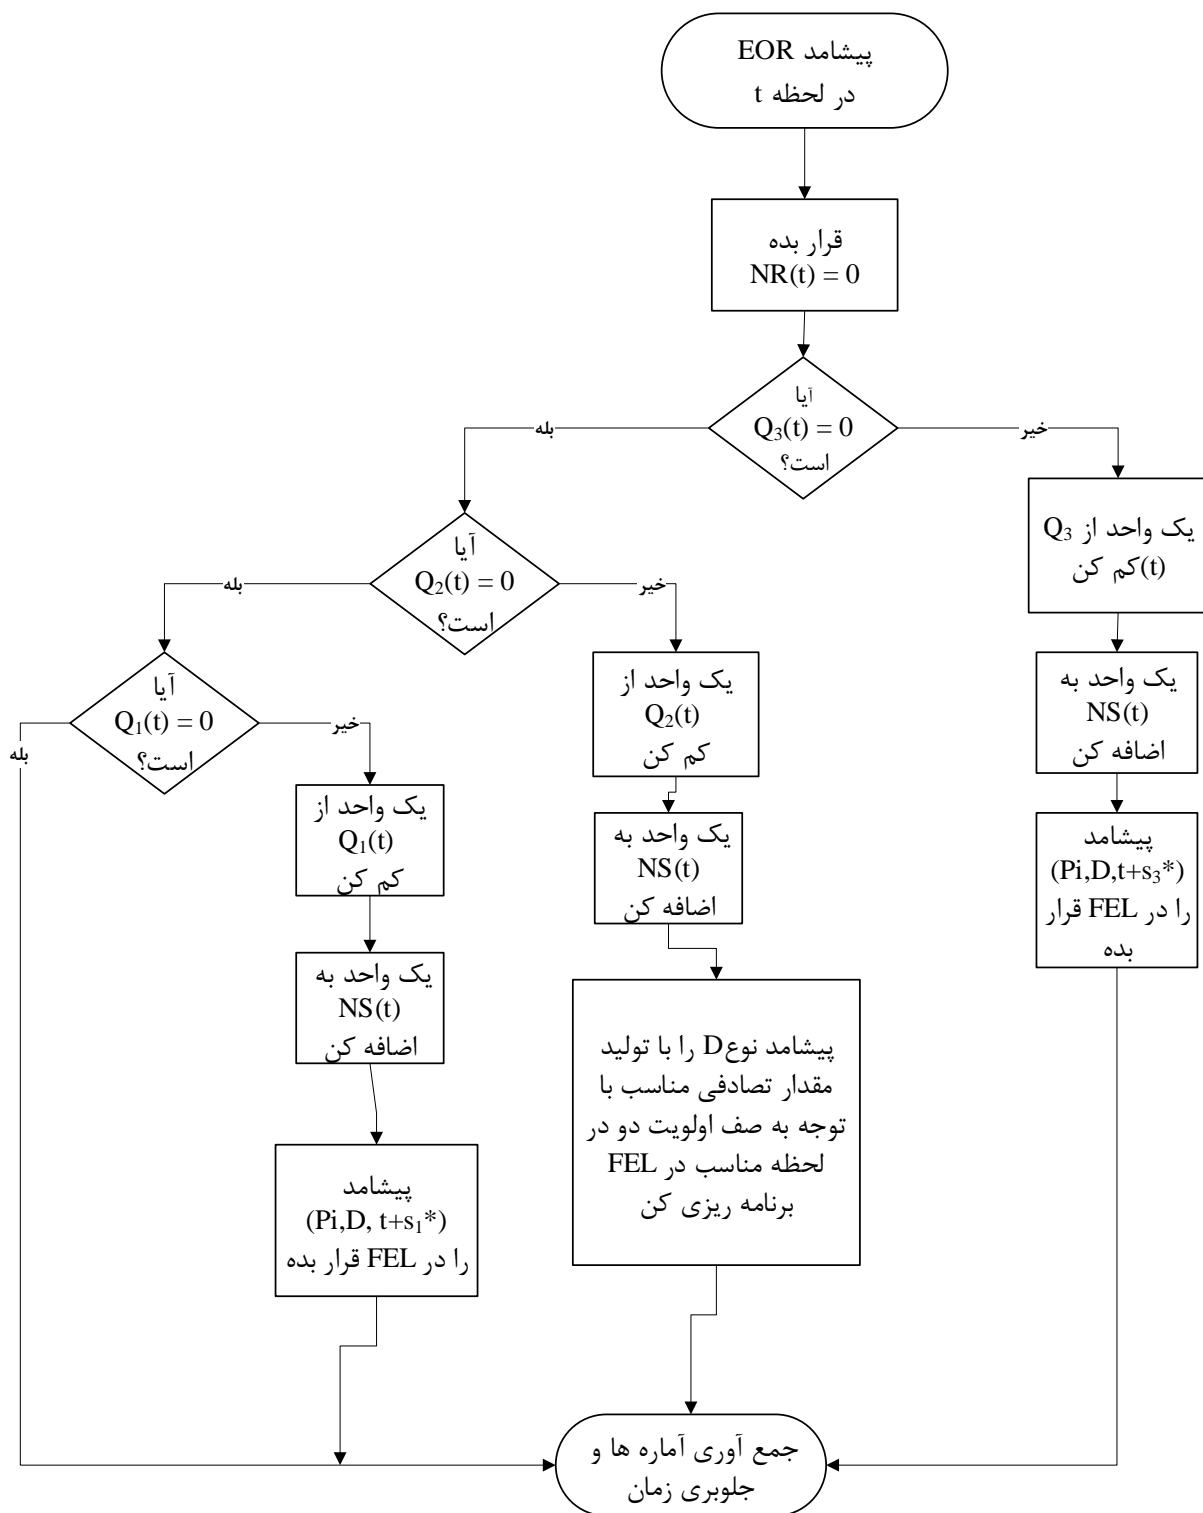 پیشامد EOR
در لحظه t
قرار بده
NR(t) = 0
آیا
Q₃(t) = 0
است؟
بله
خیر
یک واحد از Q₃
(t)کم کن
آیا
Q₂(t) = 0
است؟
بله
خیر
یک واحد به
NS(t)
اضافه کن
یک واحد از
Q₂(t)
کم کن
آیا
Q₁(t) = 0
است؟
بله
خیر
یک واحد از
Q₁(t)
کم کن
یک واحد به
NS(t)
اضافه کن
پیشامد
(Pi,D,t+s₃*)
را در FEL قرار
بده
یک واحد به
NS(t)
اضافه کن
پیشامد نوعD را با تولید
مقدار تصادفی مناسب با
توجه به صف اولویت دو در
لحظه مناسب در FEL
برنامه ریزی کن
پیشامد
(Pi,D, t+s₁*)
را در FEL قرار بده
جمع آوری آماره ها و
جلوبری زمان